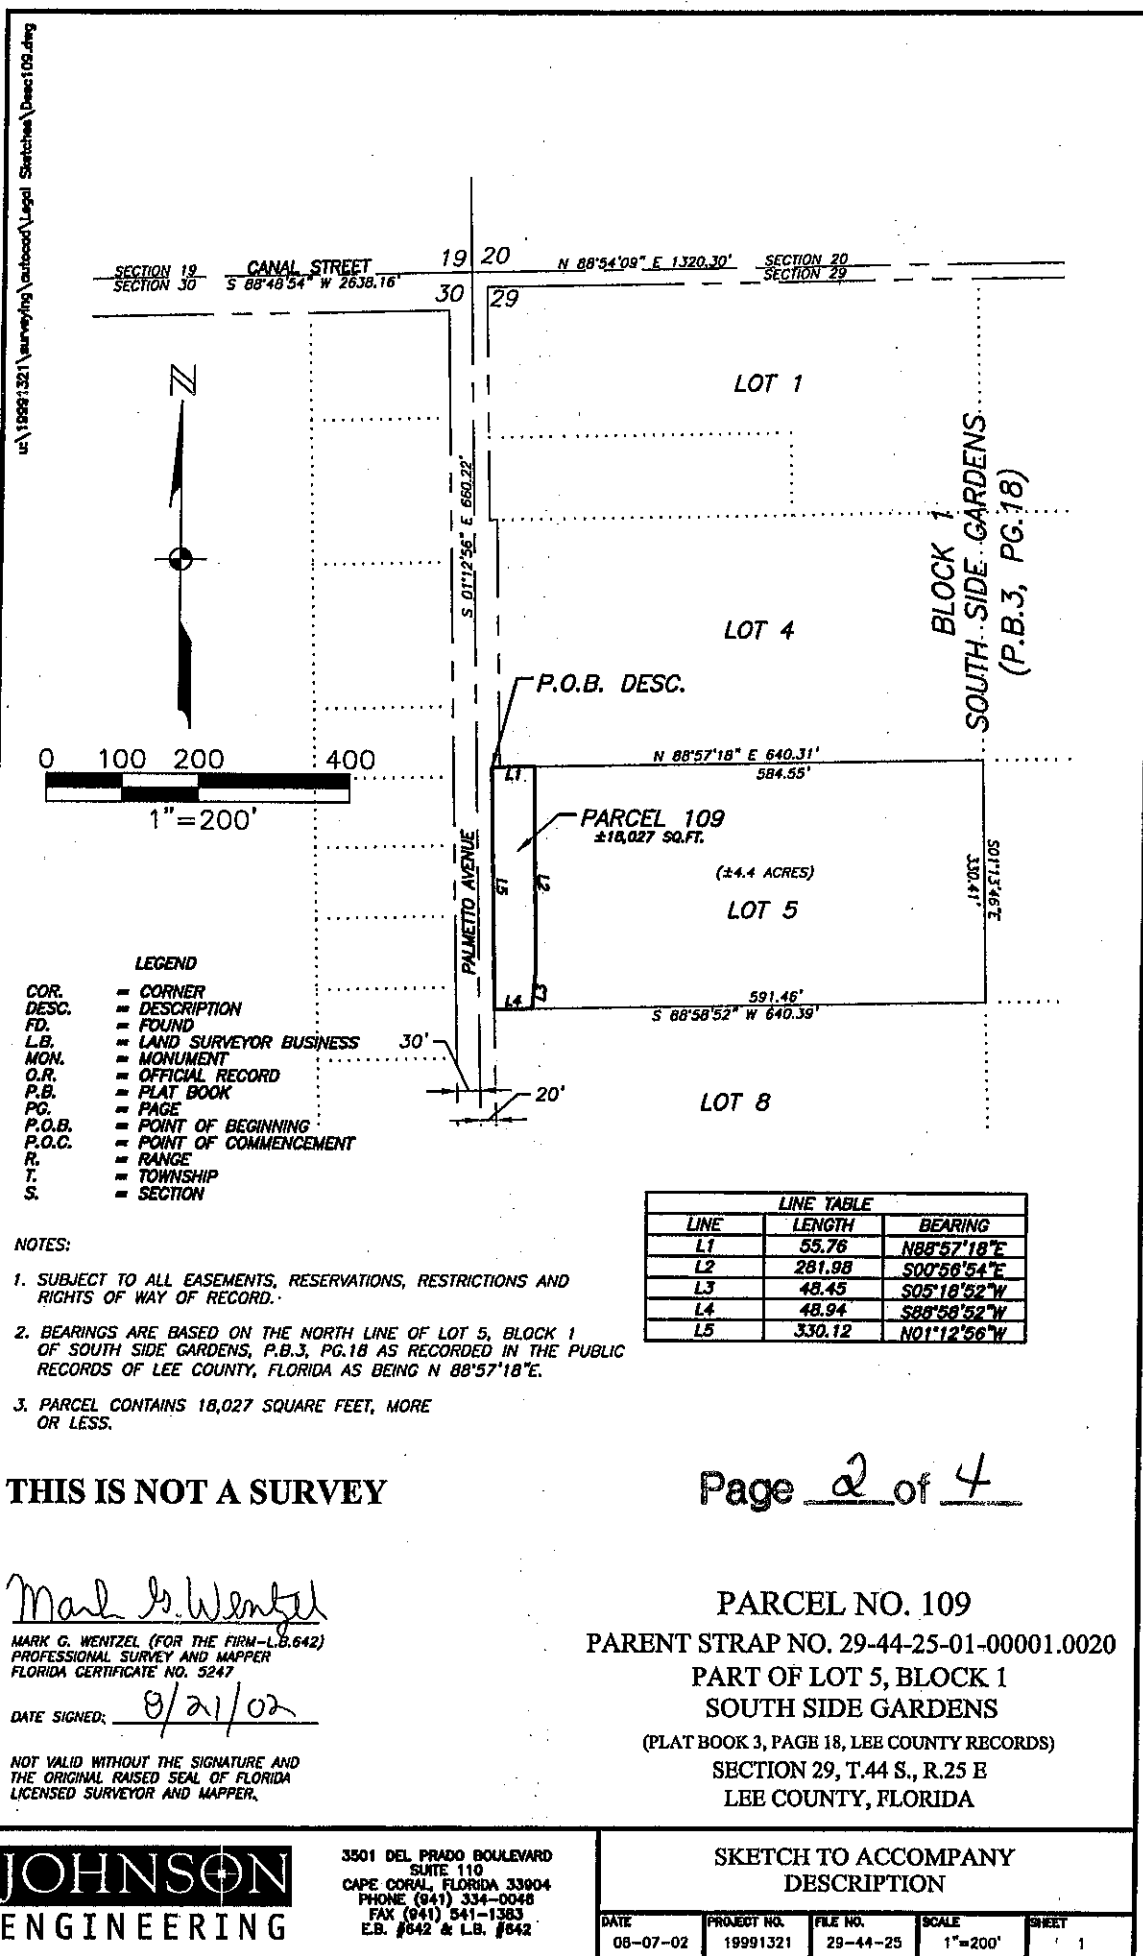 u:\19991321\surveying\autocad\Legal Sketches\Desc109.dwg
SECTION 19
SECTION 30
CANAL STREET
S 88°48'54" W 2638.16'
19 20
30 29
N 88°54'09" E 1320.30'
SECTION 20
SECTION 29
N
LOT 1
S 01°12'56" E 660.22'
BLOCK 1
SOUTH SIDE GARDENS
(P.B.3, PG.18)
LOT 4
P.O.B. DESC.
0 100 200 400
1"=200'
N 88°57'18" E 640.31'
584.55'
L1
PARCEL 109
±18,027 SQ.FT.
PALMETTO AVENUE
L5
L2
(±4.4 ACRES)
LOT 5
S01°13'46"E
330.41'
L3
L4
591.46'
S 88°58'52" W 640.39'
30'
20'
LOT 8
LEGEND
COR. = CORNER
DESC. = DESCRIPTION
FD. = FOUND
L.B. = LAND SURVEYOR BUSINESS
MON. = MONUMENT
O.R. = OFFICIAL RECORD
P.B. = PLAT BOOK
PG. = PAGE
P.O.B. = POINT OF BEGINNING
P.O.C. = POINT OF COMMENCEMENT
R. = RANGE
T. = TOWNSHIP
S. = SECTION
LINE TABLE
LINE LENGTH BEARING
L1 55.76 N88°57'18"E
L2 281.98 S00°56'54"E
L3 48.45 S05°18'52"W
L4 48.94 S88°58'52"W
L5 330.12 N01°12'56"W
NOTES:
1. SUBJECT TO ALL EASEMENTS, RESERVATIONS, RESTRICTIONS AND
RIGHTS OF WAY OF RECORD.
2. BEARINGS ARE BASED ON THE NORTH LINE OF LOT 5, BLOCK 1
OF SOUTH SIDE GARDENS, P.B.3, PG.18 AS RECORDED IN THE PUBLIC
RECORDS OF LEE COUNTY, FLORIDA AS BEING N 88°57'18"E.
3. PARCEL CONTAINS 18,027 SQUARE FEET, MORE
OR LESS.
THIS IS NOT A SURVEY
Page 2 of 4
Mark G. Wentzel
MARK G. WENTZEL (FOR THE FIRM-L.B.642)
PROFESSIONAL SURVEY AND MAPPER
FLORIDA CERTIFICATE NO. 5247
DATE SIGNED: 8/21/02
NOT VALID WITHOUT THE SIGNATURE AND
THE ORIGINAL RAISED SEAL OF FLORIDA
LICENSED SURVEYOR AND MAPPER.
PARCEL NO. 109
PARENT STRAP NO. 29-44-25-01-00001.0020
PART OF LOT 5, BLOCK 1
SOUTH SIDE GARDENS
(PLAT BOOK 3, PAGE 18, LEE COUNTY RECORDS)
SECTION 29, T.44 S., R.25 E
LEE COUNTY, FLORIDA
JOHNSON
ENGINEERING
3501 DEL PRADO BOULEVARD
SUITE 110
CAPE CORAL, FLORIDA 33904
PHONE (941) 334-0046
FAX (941) 541-1383
E.B. #642 & L.B. #642
SKETCH TO ACCOMPANY
DESCRIPTION
DATE PROJECT NO. FILE NO. SCALE SHEET
08-07-02 19991321 29-44-25 1"=200' 1